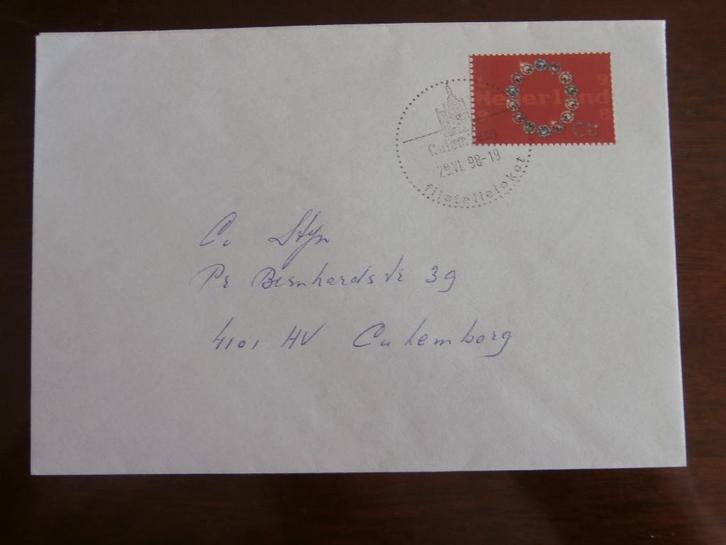 Nederland
Culemborg
29.VI.98-19
filatelieloket
C. Stijn
Pr Bernhardstr 39
4101 HV Culemborg